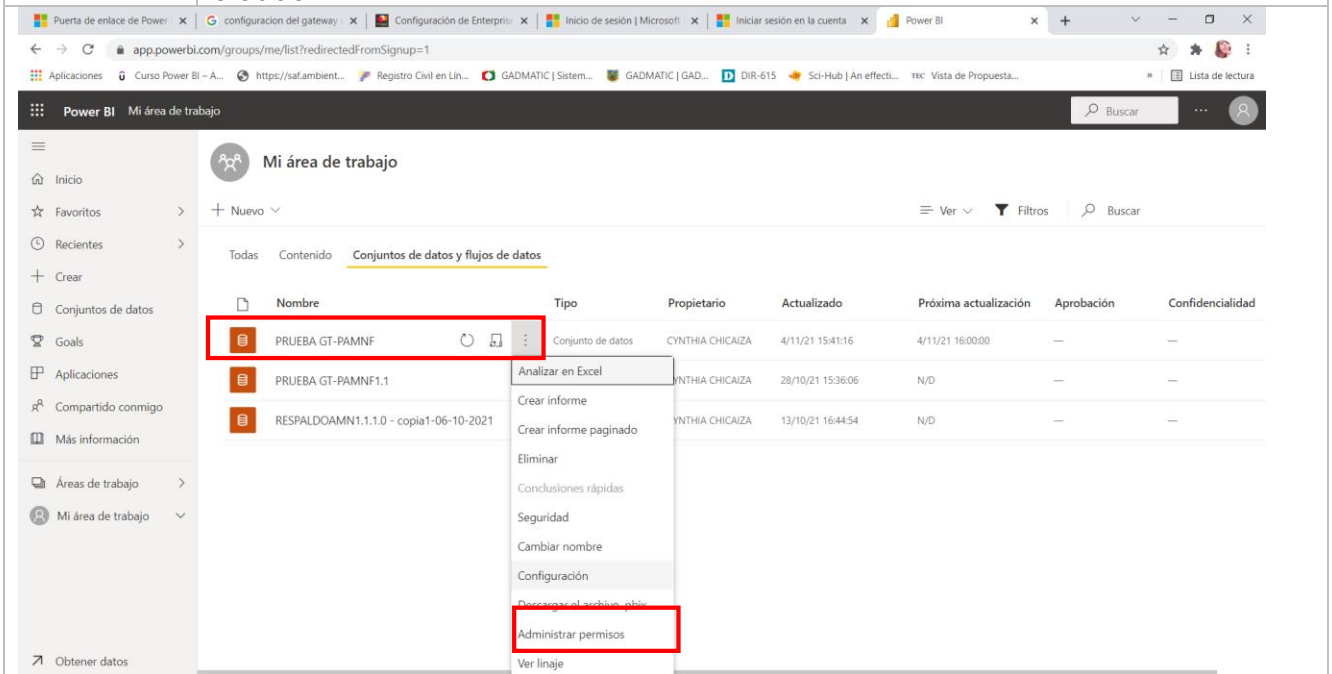 Puerta de enlace de Power
configuracion del gateway
Configuración de Enterpris
Inicio de sesión | Microsoft
Iniciar sesión en la cuenta
Power BI
app.powerbi.com/groups/me/list?redirectedFromSignup=1
Aplicaciones
Curso Power BI – A...
https://saf.ambient...
Registro Civil en Lín...
GADMATIC | Sistem...
GADMATIC | GAD...
DIR-615
Sci-Hub | An effecti...
Vista de Propuesta...
»
Lista de lectura
Power BI Mi área de trabajo
Buscar
Mi área de trabajo
Inicio
Favoritos
Recientes
Crear
Conjuntos de datos
Goals
Aplicaciones
Compartido conmigo
Más información
Áreas de trabajo
Mi área de trabajo
Obtener datos
+ Nuevo
Ver
Filtros
Buscar
Todas Contenido Conjuntos de datos y flujos de datos
Nombre Tipo Propietario Actualizado Próxima actualización Aprobación Confidencialidad
PRUEBA GT-PAMNF Conjunto de datos CYNTHIA CHICAIZA 4/11/21 15:41:16 4/11/21 16:00:00 — —
PRUEBA GT-PAMNF1.1 YNTHIA CHICAIZA 28/10/21 15:36:06 N/D — —
RESPALDOAMN1.1.1.0 - copia1-06-10-2021 YNTHIA CHICAIZA 13/10/21 16:44:54 N/D — —
Analizar en Excel
Crear informe
Crear informe paginado
Eliminar
Conclusiones rápidas
Seguridad
Cambiar nombre
Configuración
Descargar el archivo .pbix
Administrar permisos
Ver linaje